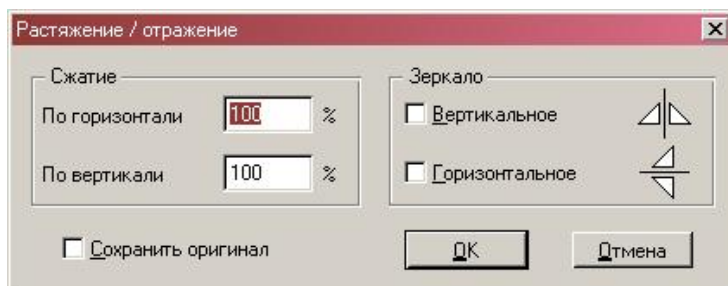 Растяжение / отражение
Сжатие
По горизонтали 100 %
По вертикали 100 %
Зеркало
Вертикальное
Горизонтальное
Сохранить оригинал
OK
Отмена